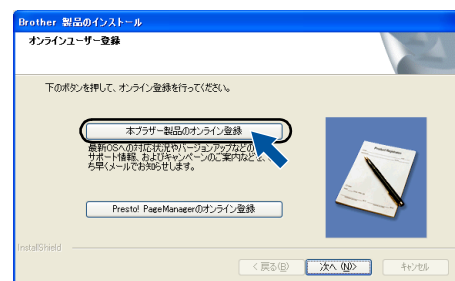 Brother 製品のインストール
オンラインユーザー登録
下のボタンを押して、オンライン登録を行ってください。
本ブラザー製品のオンライン登録
最新OSへの対応状況やバージョンアップなどの
サポート情報、およびキャンペーンのご案内などを、
ち早くメールでお知らせします。
Presto! PageManagerのオンライン登録
InstallShield
< 戻る(B)
次へ (N)>
キャンセル